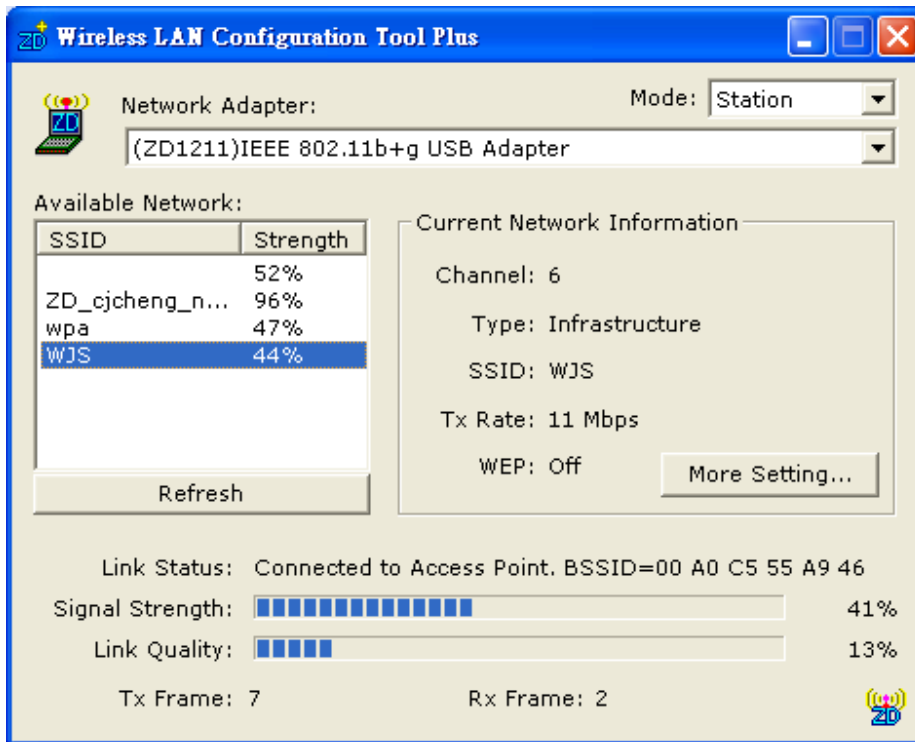 ZD Wireless LAN Configuration Tool Plus
ZD
Network Adapter:
Mode: Station
(ZD1211)IEEE 802.11b+g USB Adapter
Available Network:
SSID Strength
52%
ZD_cjcheng_n... 96%
wpa 47%
WJS 44%
Refresh
Current Network Information
Channel: 6
Type: Infrastructure
SSID: WJS
Tx Rate: 11 Mbps
WEP: Off
More Setting...
Link Status: Connected to Access Point. BSSID=00 A0 C5 55 A9 46
Signal Strength: 41%
Link Quality: 13%
Tx Frame: 7 Rx Frame: 2
ZD